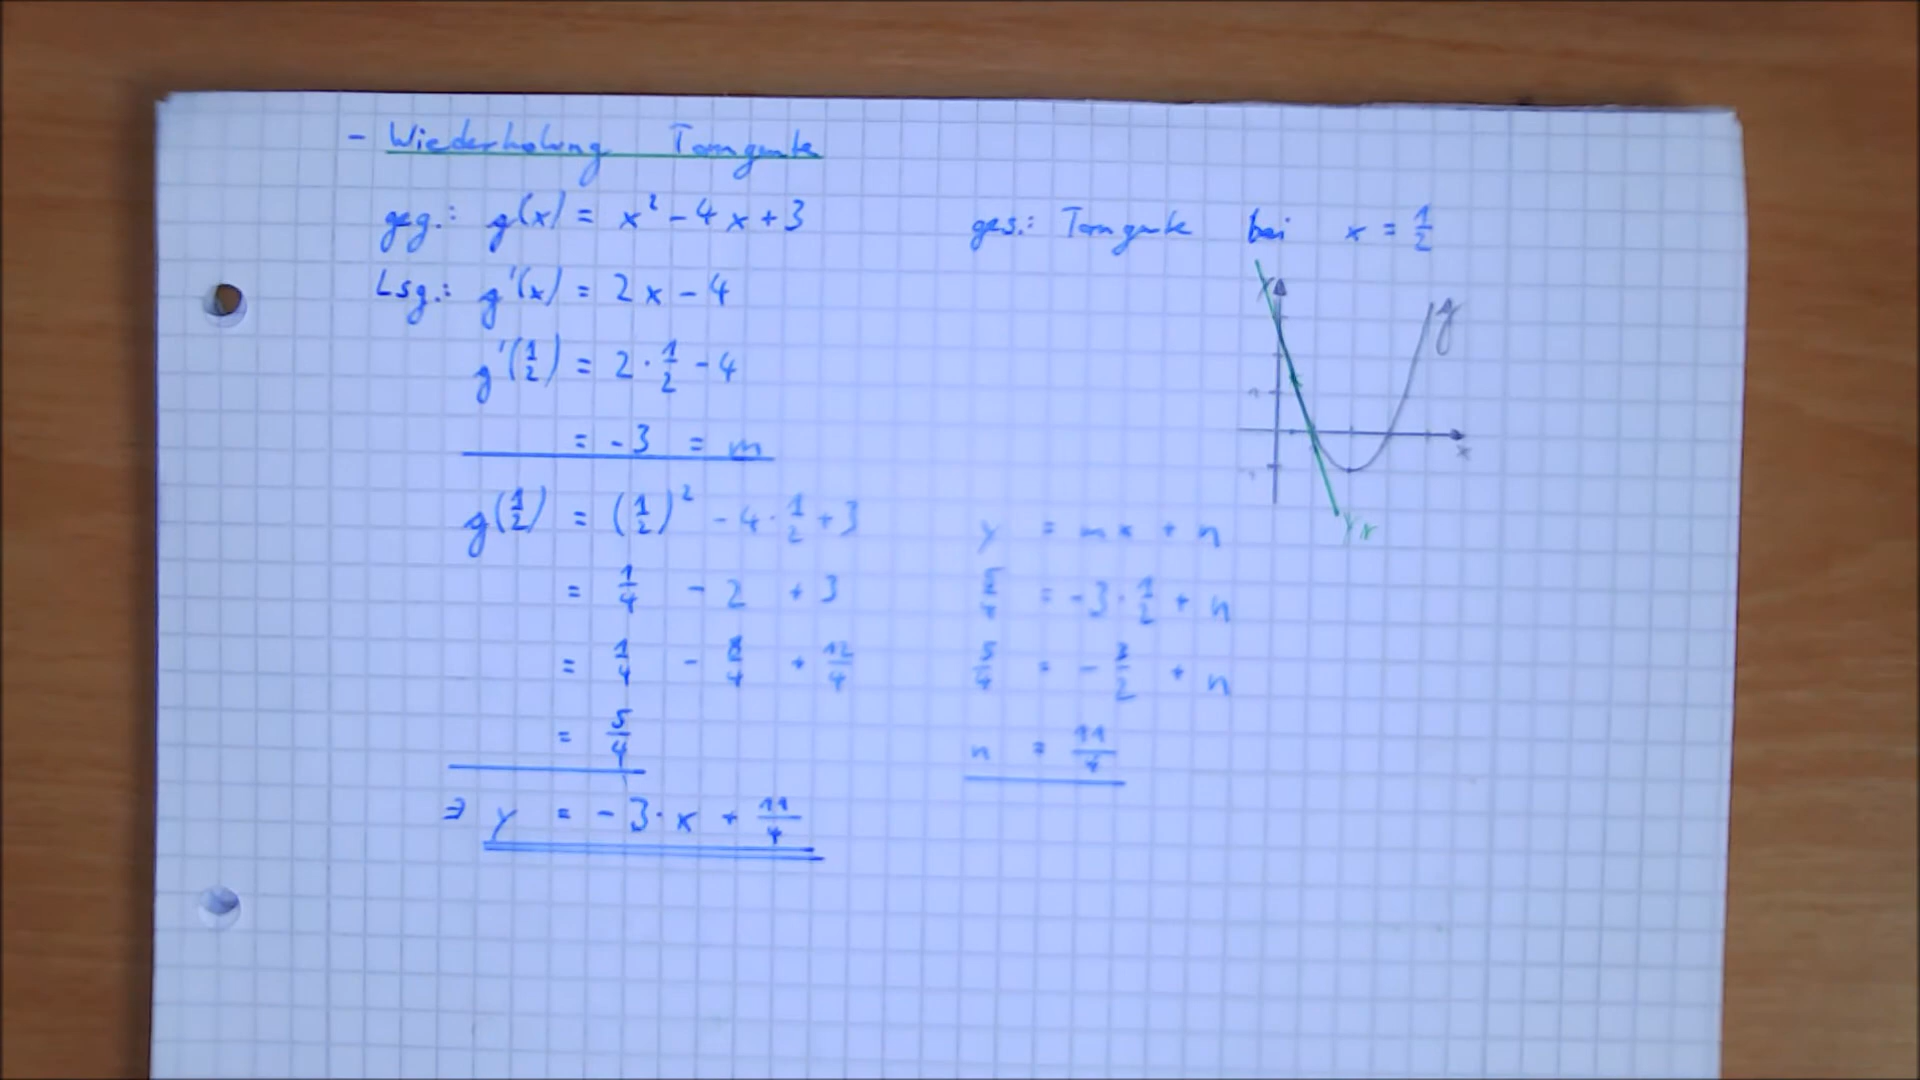 - Wiederholung Tangente
geg.: g(x) = x² - 4x + 3
ges.: Tangente bei x = 1/2
Lsg.: g'(x) = 2x - 4
g'(1/2) = 2 · 1/2 - 4
= -3 = m
g(1/2) = (1/2)² - 4 · 1/2 + 3
= 1/4 - 2 + 3
= 1/4 - 8/4 + 12/4
= 5/4
y = mx + n
5/4 = -3 · 1/2 + n
5/4 = - 3/2 + n
n = 11/4
⇒ y = -3 · x + 11/4
y
g
x